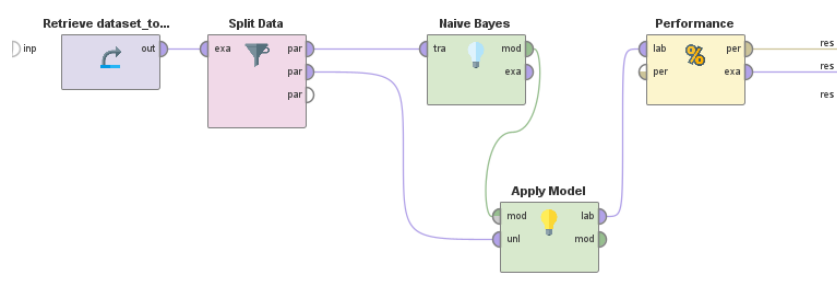 Retrieve dataset_to...
Split Data
Naive Bayes
Performance
inp
out
exa
par
par
par
tra
mod
exa
lab
per
%
per
exa
res
res
res
Apply Model
mod
lab
unl
mod